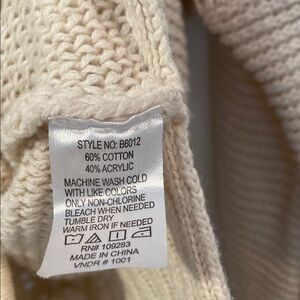 STYLE NO: B6012
60% COTTON
40% ACRYLIC
MACHINE WASH COLD
WITH LIKE COLORS
ONLY NON-CHLORINE
BLEACH WHEN NEEDED
TUMBLE DRY
WARM IRON IF NEEDED
RN# 109283
MADE IN CHINA
VNDR # 1001